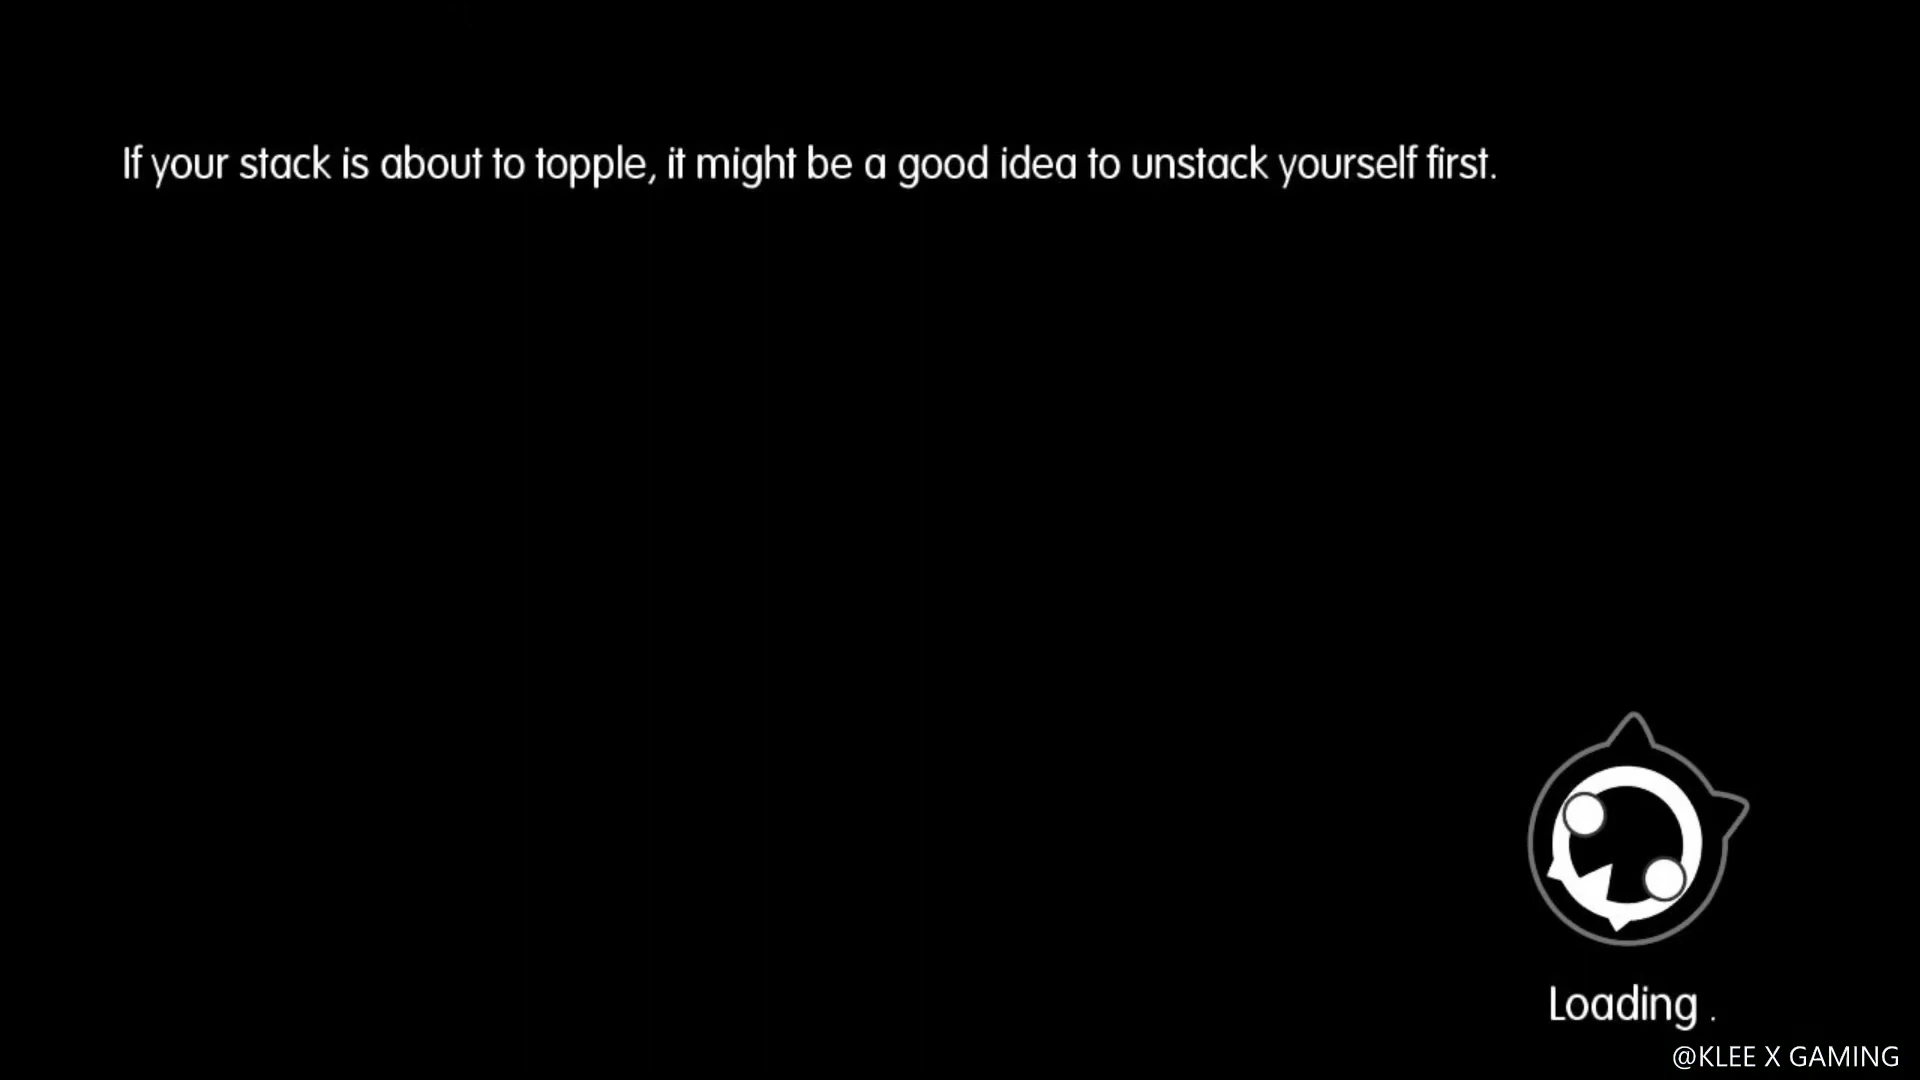 If your stack is about to topple, it might be a good idea to unstack yourself first.
Loading .
@KLEE X GAMING